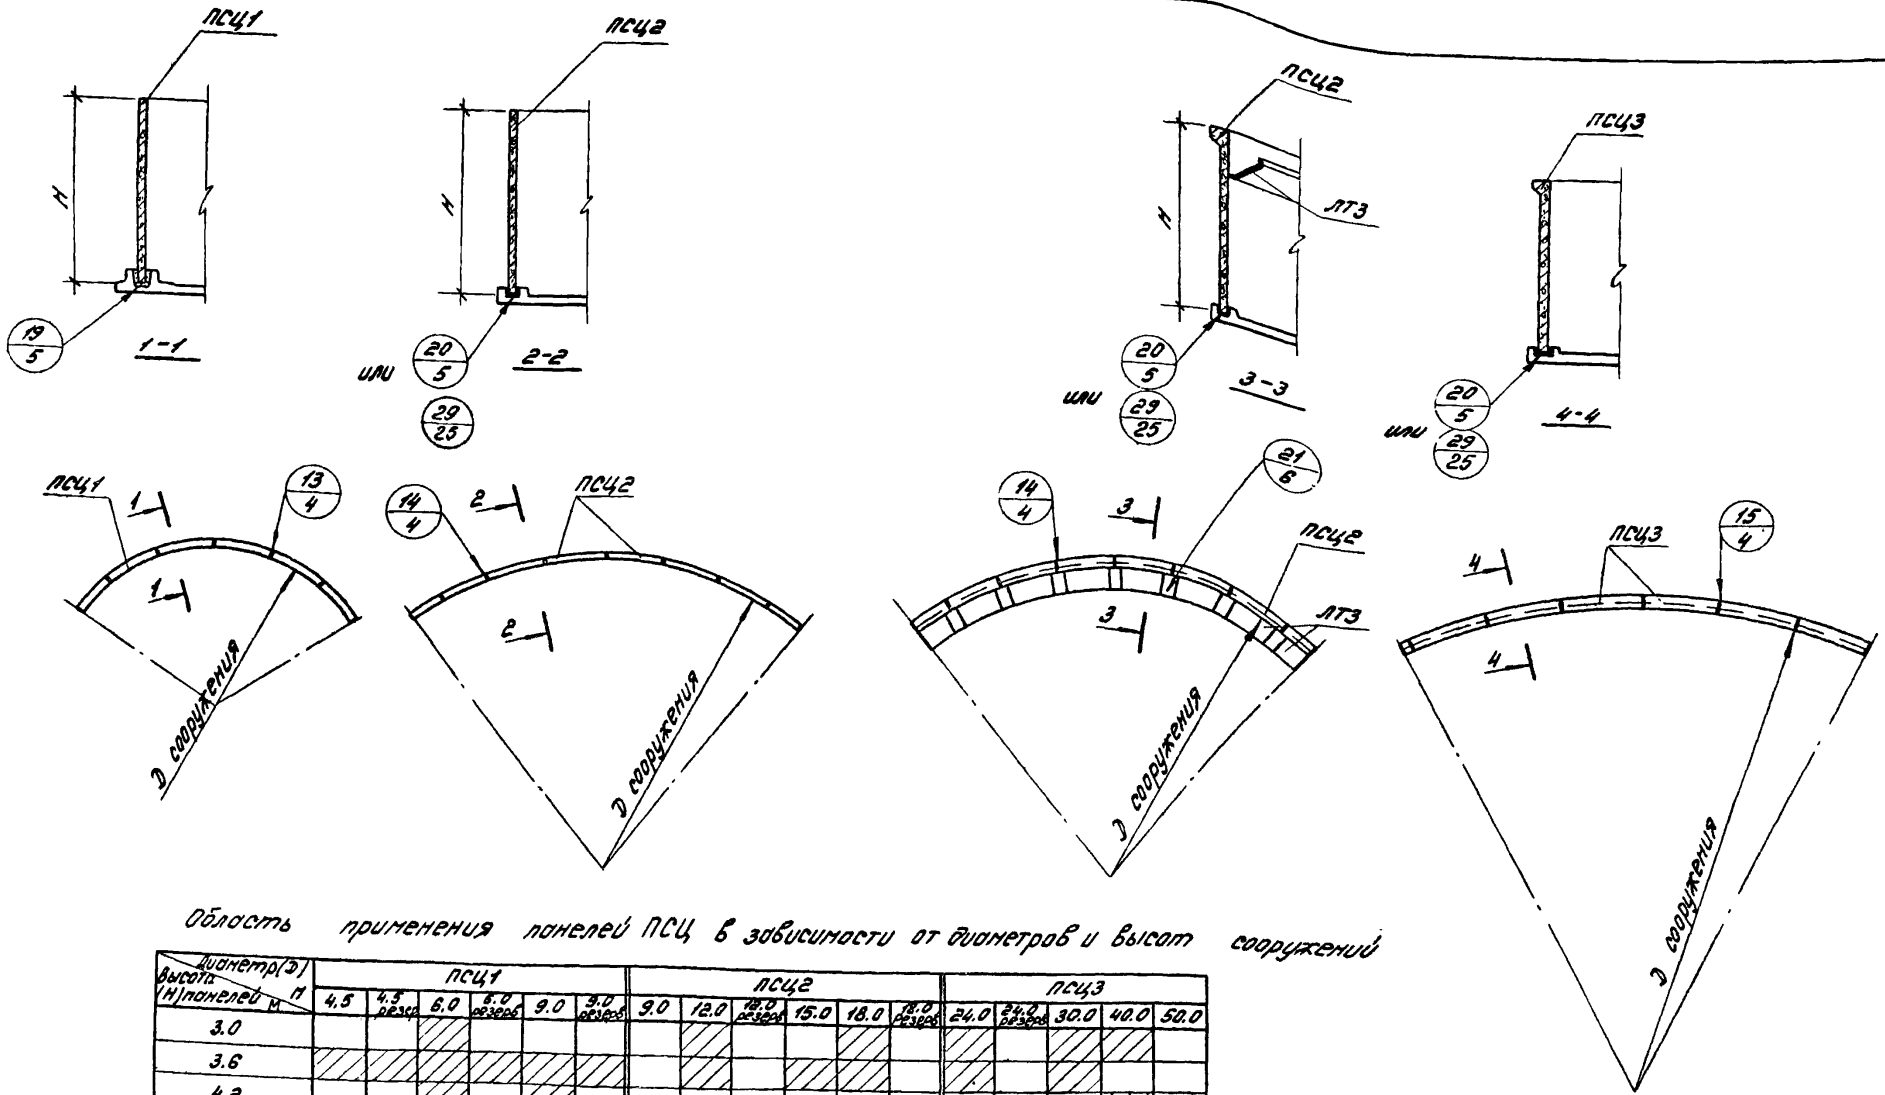 ПСЦ1
ПСЦ2
ПСЦ2
ПСЦ3
Н
Н
Н
ЛТ3
19
5
1-1
или
20
5
29
25
2-2
или
20
5
29
25
3-3
или
20
5
29
25
4-4
ПСЦ1
1
13
4
1
Д сооружения
14
4
2
ПСЦ2
2
Д сооружения
14
4
3
21
6
ПСЦ2
ЛТ3
3
Д сооружения
4
ПСЦ3
15
4
4
Д сооружения
Область применения панелей ПСЦ в зависимости от диаметров и высот сооружений
Диаметр(Д) м
Высота (Н) панелей м
ПСЦ1 ПСЦ2 ПСЦ3
4.5 4.5 резерв 6.0 6.0 резерв 9.0 9.0 резерв 9.0 12.0 12.0 резерв 15.0 18.0 18.0 резерв 24.0 24.0 резерв 30.0 40.0 50.0
3.0
3.6
4.2